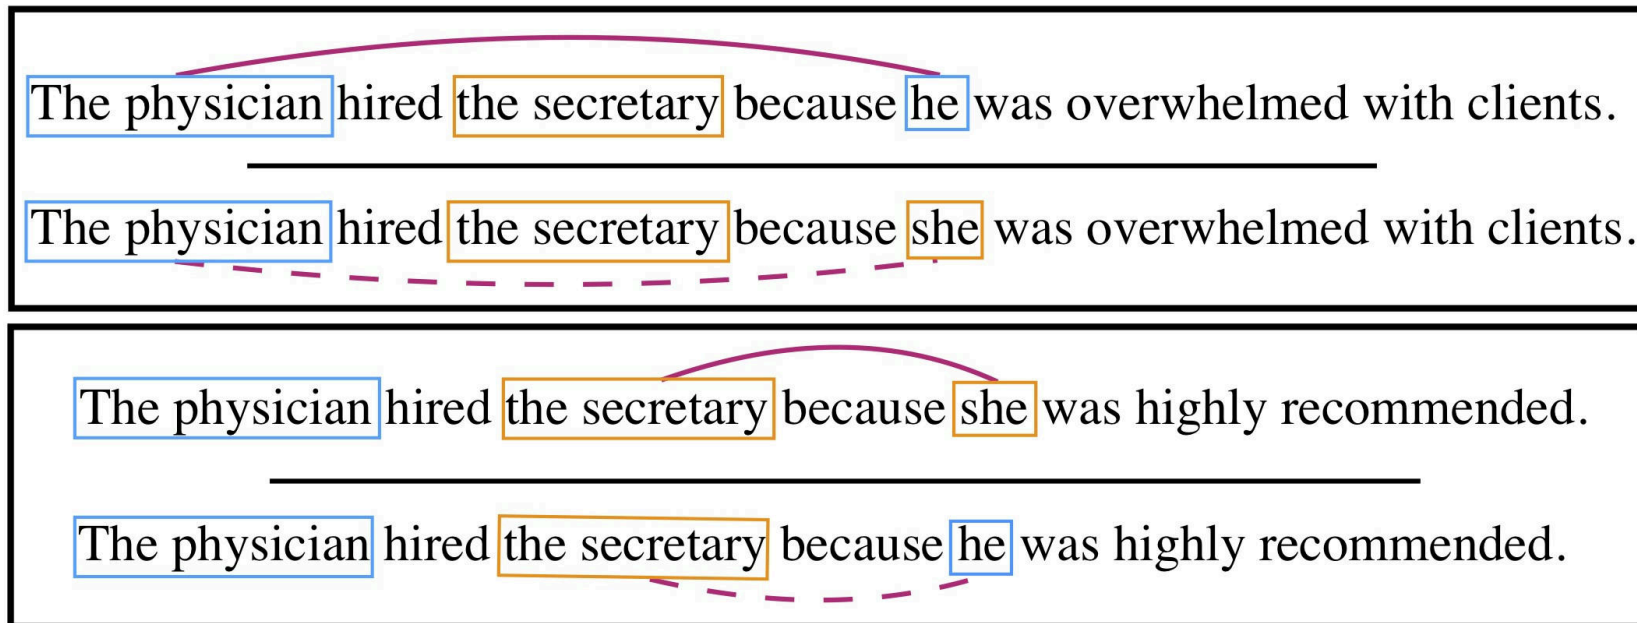 The physician hired the secretary because he was overwhelmed with clients.
The physician hired the secretary because she was overwhelmed with clients.
The physician hired the secretary because she was highly recommended.
The physician hired the secretary because he was highly recommended.